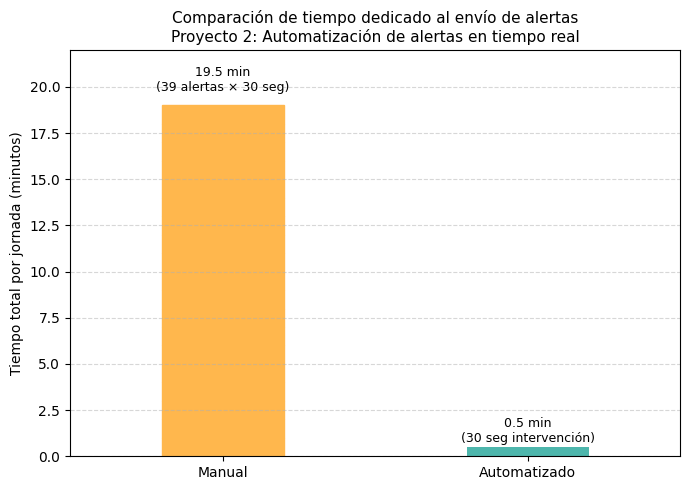 Comparación de tiempo dedicado al envío de alertas
Proyecto 2: Automatización de alertas en tiempo real
Tiempo total por jornada (minutos)
20.0
17.5
15.0
12.5
10.0
7.5
5.0
2.5
0.0
19.5 min
(39 alertas × 30 seg)
0.5 min
(30 seg intervención)
Manual
Automatizado